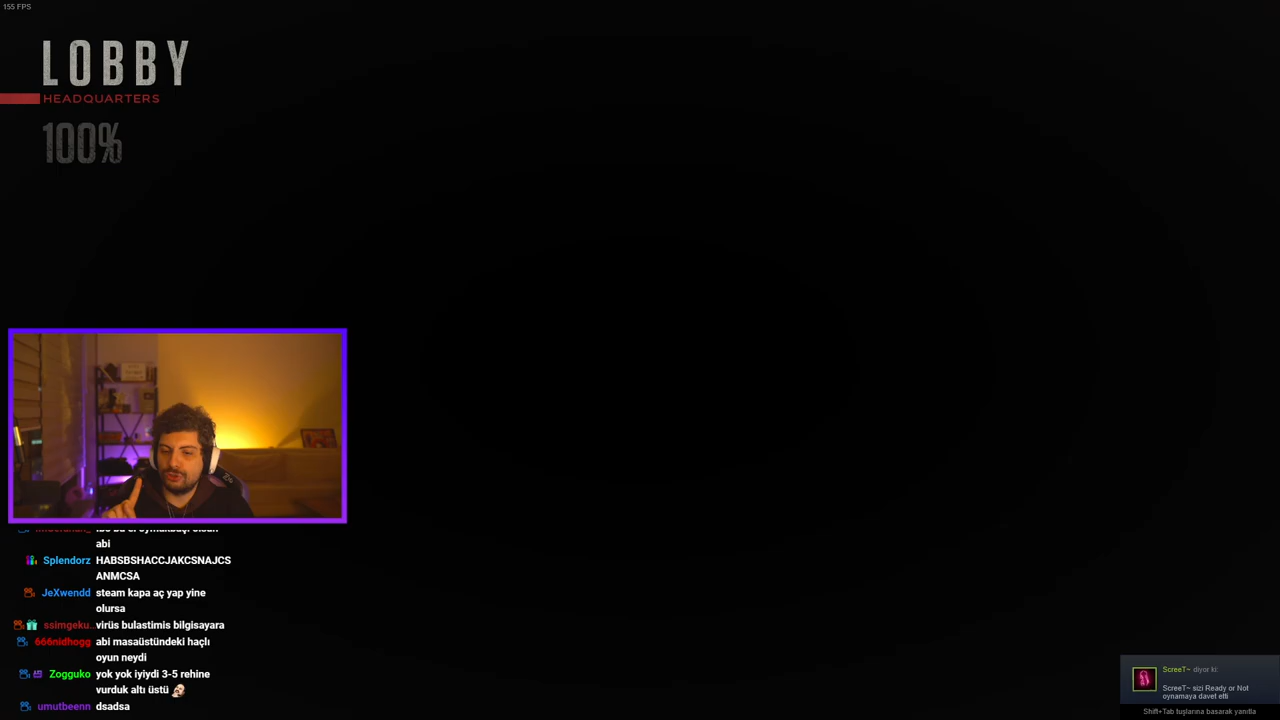 155 FPS
LOBBY
HEADQUARTERS
100%
abi
Splendorz HABSBSHACCJAKCSNAJCS
ANMCSA
JeXwendd steam kapa aç yap yine
olursa
ssimgeku... virüs bulastimis bilgisayara
666nidhogg abi masaüstündeki haçlı
oyun neydi
Zogguko yok yok iyiydi 3-5 rehine
vurduk altı üstü
umutbeenn dsadsa
ScreeT~ diyor ki:
ScreeT~ sizi Ready or Not
oynamaya davet etti
Shift+Tab tuşlarına basarak yanıtla